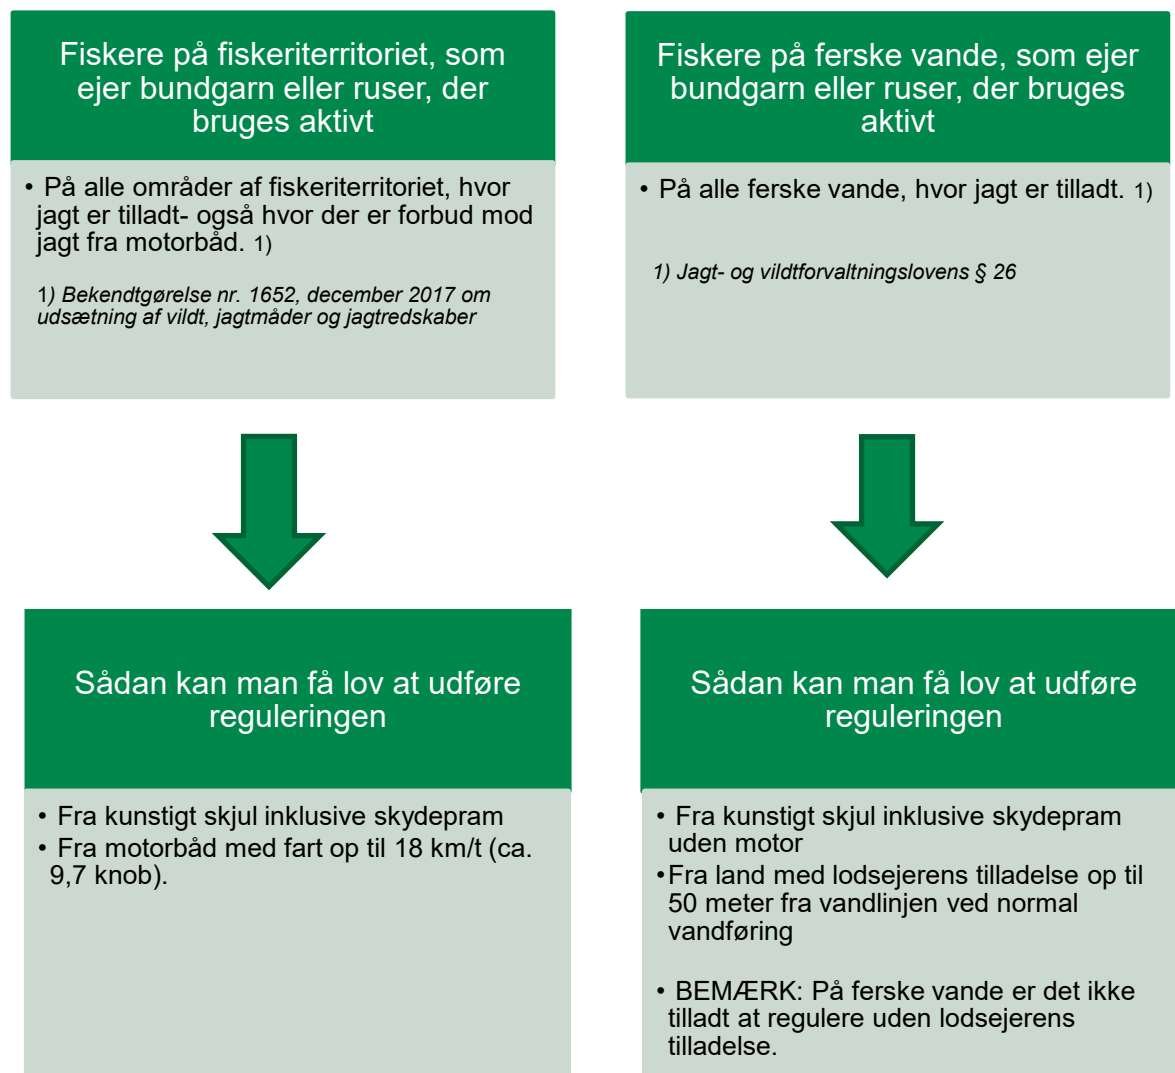 Fiskere på fiskeriterritoriet, som
ejer bundgarn eller ruser, der
bruges aktivt
• På alle områder af fiskeriterritoriet, hvor
jagt er tilladt- også hvor der er forbud mod
jagt fra motorbåd. 1)
1) Bekendtgørelse nr. 1652, december 2017 om
udsætning af vildt, jagtmåder og jagtredskaber
Fiskere på ferske vande, som ejer
bundgarn eller ruser, der bruges
aktivt
• På alle ferske vande, hvor jagt er tilladt. 1)
1) Jagt- og vildtforvaltningslovens § 26
Sådan kan man få lov at udføre
reguleringen
• Fra kunstigt skjul inklusive skydepram
• Fra motorbåd med fart op til 18 km/t (ca.
9,7 knob).
Sådan kan man få lov at udføre
reguleringen
• Fra kunstigt skjul inklusive skydepram
uden motor
•Fra land med lodsejerens tilladelse op til
50 meter fra vandlinjen ved normal
vandføring
• BEMÆRK: På ferske vande er det ikke
tilladt at regulere uden lodsejerens
tilladelse.